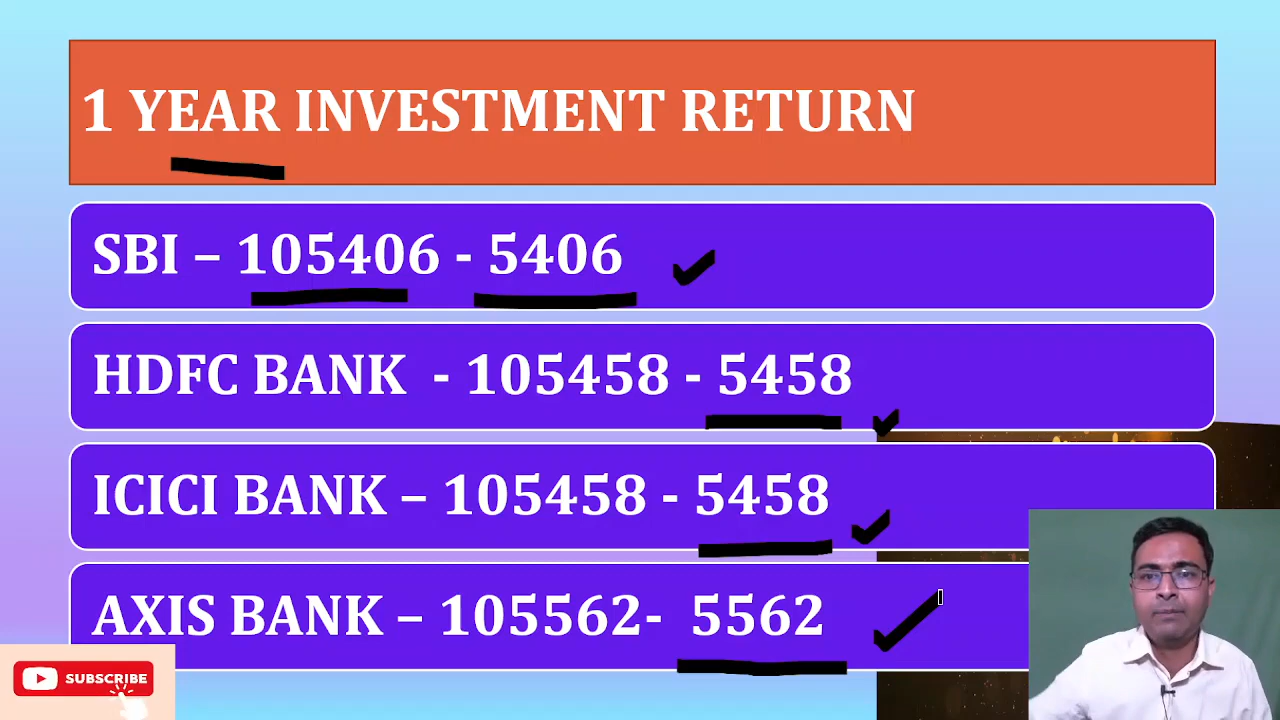 1 YEAR INVESTMENT RETURN
SBI – 105406 - 5406
HDFC BANK - 105458 - 5458
ICICI BANK – 105458 - 5458
AXIS BANK – 105562- 5562
SUBSCRIBE